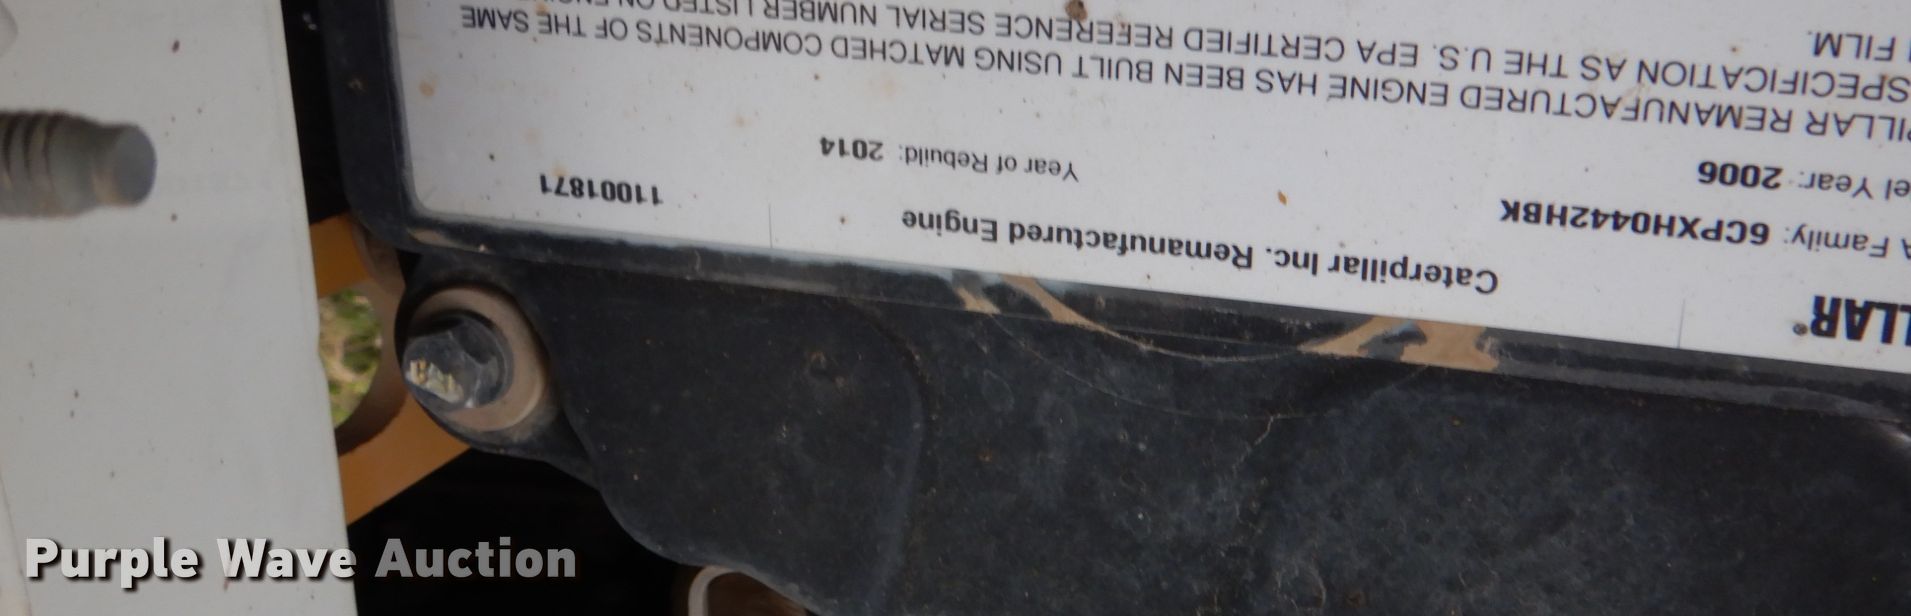 LLAR®
Caterpillar Inc. Remanufactured Engine
11001871
Family: 6CPXH0442HBK
el Year: 2006
Year of Rebuild: 2014
PILLAR REMANUFACTURED ENGINE HAS BEEN BUILT USING MATCHED COMPONENTS OF THE SAME
SPECIFICATION AS THE U.S. EPA CERTIFIED REFERENCE SERIAL NUMBER LISTED ON
FILM.
Purple Wave Auction